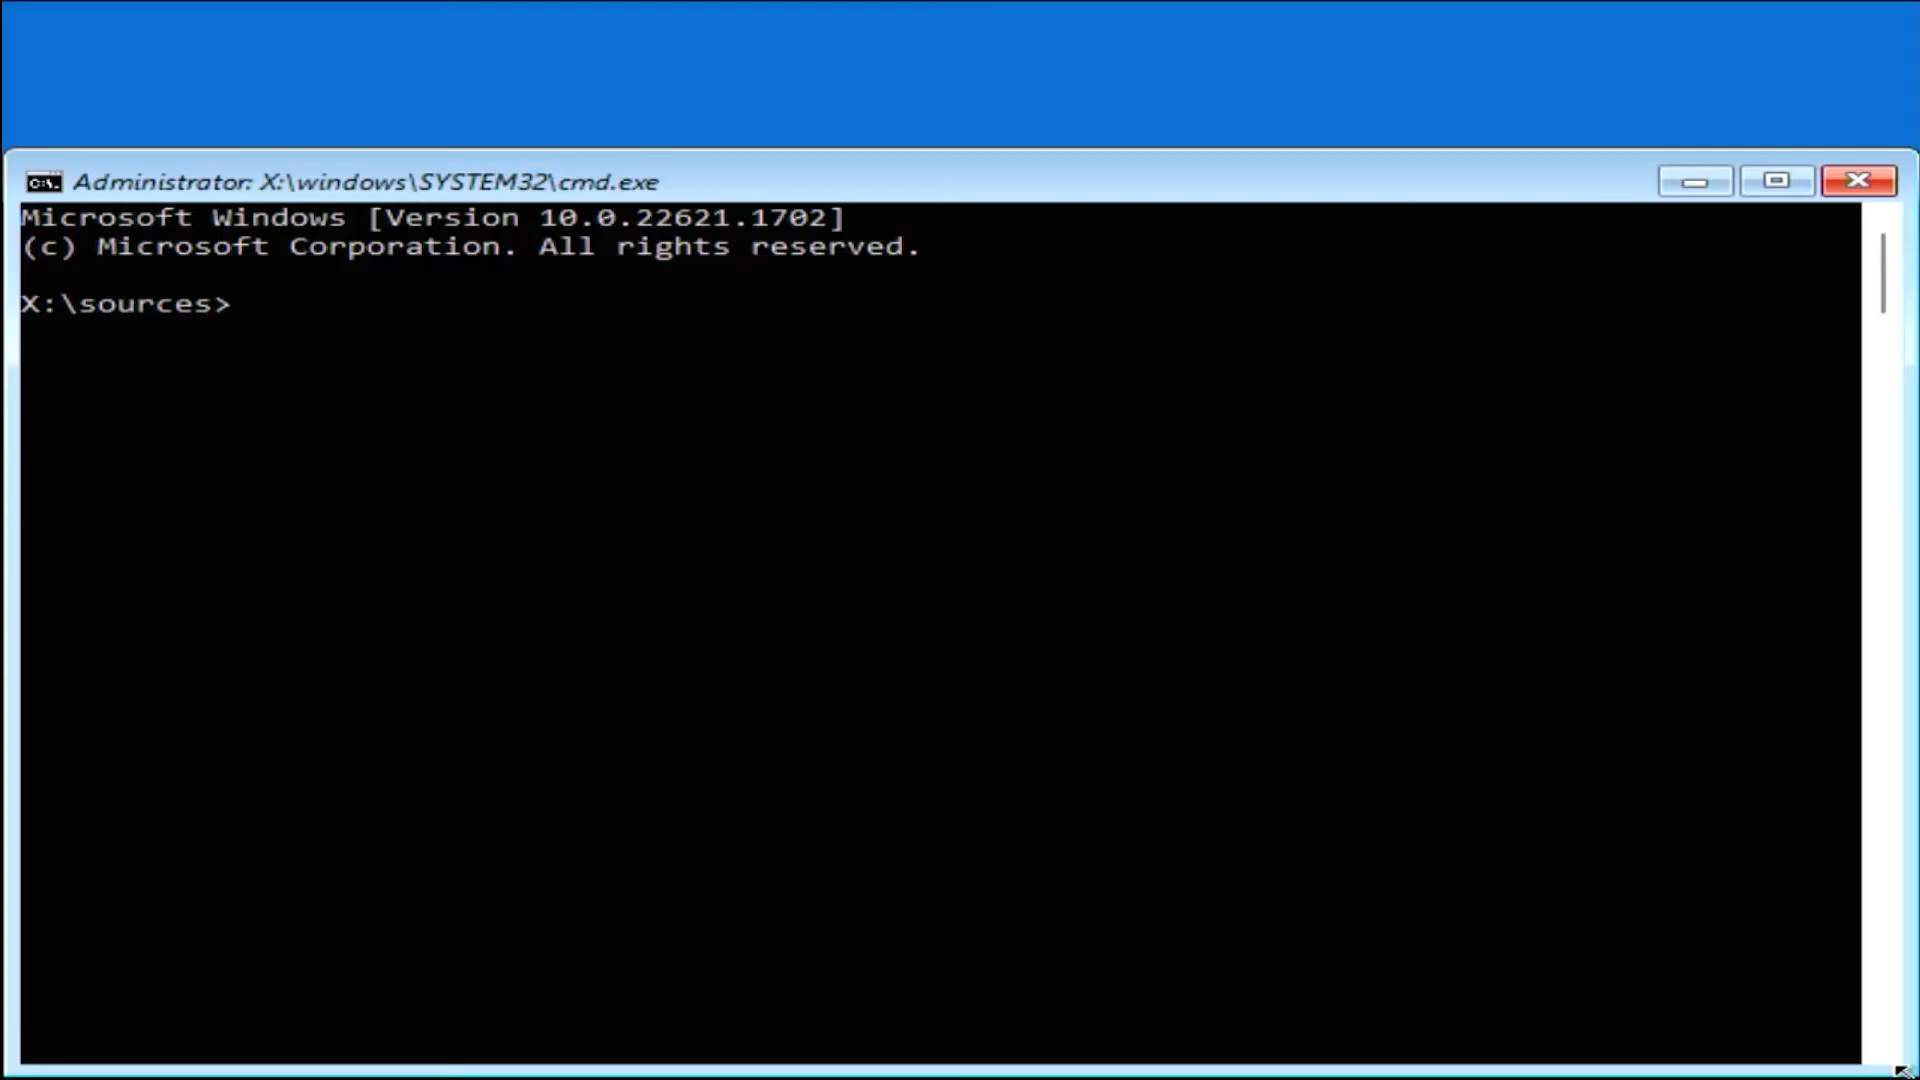 C:\.
Administrator: X:\windows\SYSTEM32\cmd.exe
Microsoft Windows [Version 10.0.22621.1702]
(c) Microsoft Corporation. All rights reserved.
X:\sources>